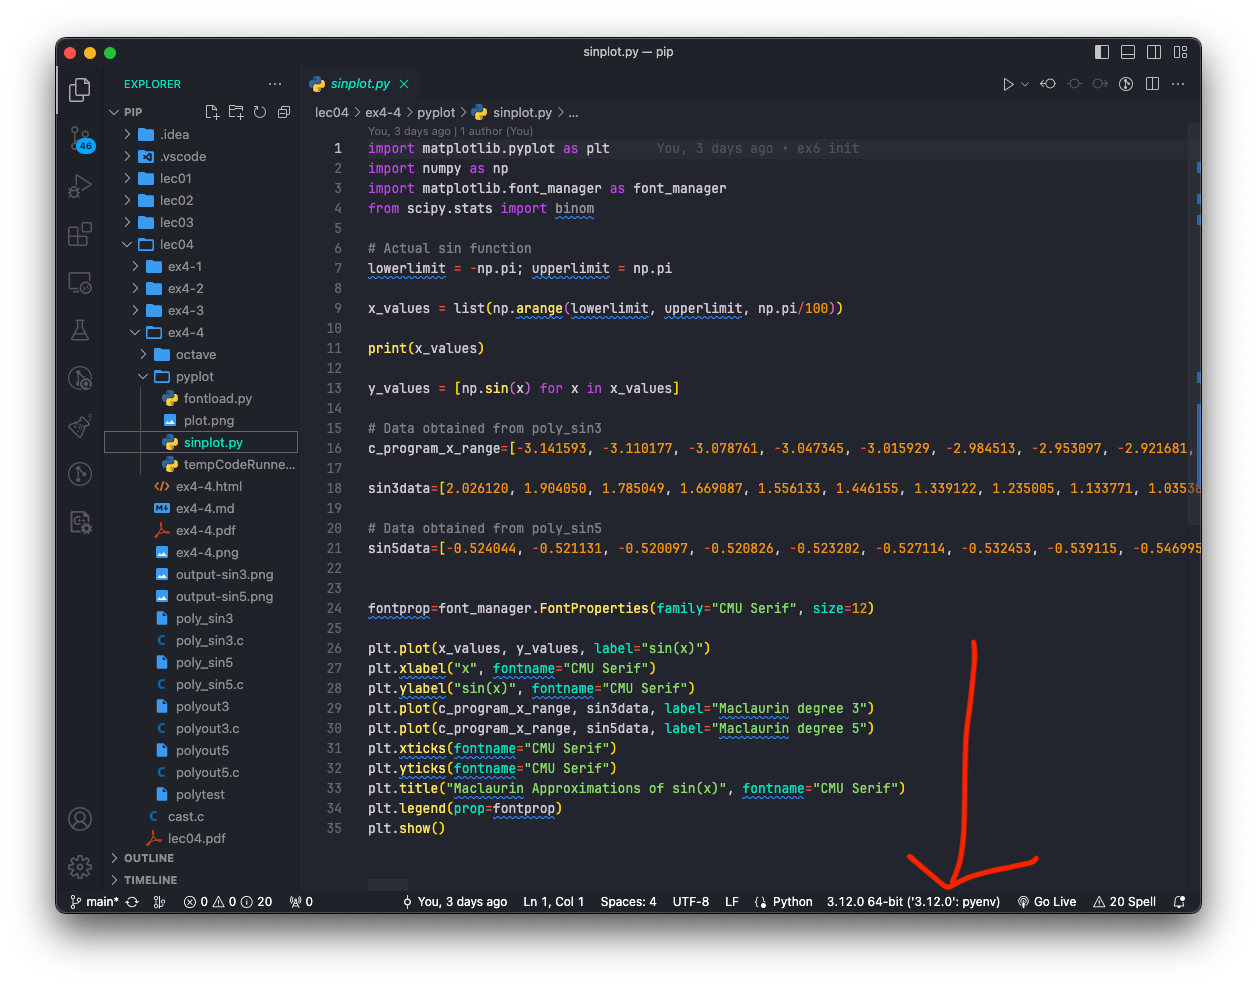 sinplot.py — pip
EXPLORER
sinplot.py
PIP
lec04 > ex4-4 > pyplot > sinplot.py > ...
.idea
.vscode
lec01
lec02
lec03
lec04
ex4-1
ex4-2
ex4-3
ex4-4
octave
pyplot
fontload.py
plot.png
sinplot.py
tempCodeRunne...
ex4-4.html
ex4-4.md
ex4-4.pdf
ex4-4.png
output-sin3.png
output-sin5.png
poly_sin3
poly_sin3.c
poly_sin5
poly_sin5.c
polyout3
polyout3.c
polyout5
polyout5.c
polytest
cast.c
lec04.pdf
OUTLINE
TIMELINE
46
You, 3 days ago | 1 author (You)
1 import matplotlib.pyplot as plt You, 3 days ago • ex6 init
2 import numpy as np
3 import matplotlib.font_manager as font_manager
4 from scipy.stats import binom
5
6 # Actual sin function
7 lowerlimit = -np.pi; upperlimit = np.pi
8
9 x_values = list(np.arange(lowerlimit, upperlimit, np.pi/100))
10
11 print(x_values)
12
13 y_values = [np.sin(x) for x in x_values]
14
15 # Data obtained from poly_sin3
16 c_program_x_range=[-3.141593, -3.110177, -3.078761, -3.047345, -3.015929, -2.984513, -2.953097, -2.921681,
17
18 sin3data=[2.026120, 1.904050, 1.785049, 1.669087, 1.556133, 1.446155, 1.339122, 1.235005, 1.133771, 1.03538
19
20 # Data obtained from poly_sin5
21 sin5data=[-0.524044, -0.521131, -0.520097, -0.520826, -0.523202, -0.527114, -0.532453, -0.539115, -0.546995
22
23
24 fontprop=font_manager.FontProperties(family="CMU Serif", size=12)
25
26 plt.plot(x_values, y_values, label="sin(x)")
27 plt.xlabel("x", fontname="CMU Serif")
28 plt.ylabel("sin(x)", fontname="CMU Serif")
29 plt.plot(c_program_x_range, sin3data, label="Maclaurin degree 3")
30 plt.plot(c_program_x_range, sin5data, label="Maclaurin degree 5")
31 plt.xticks(fontname="CMU Serif")
32 plt.yticks(fontname="CMU Serif")
33 plt.title("Maclaurin Approximations of sin(x)", fontname="CMU Serif")
34 plt.legend(prop=fontprop)
35 plt.show()
main* 0 0 20 0 You, 3 days ago Ln 1, Col 1 Spaces: 4 UTF-8 LF Python 3.12.0 64-bit ('3.12.0': pyenv) Go Live 20 Spell